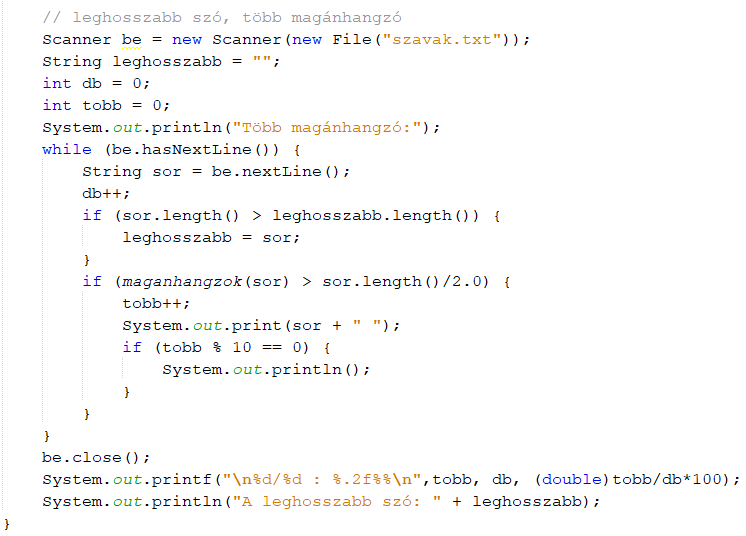 // leghosszabb szó, több magánhangzó
Scanner be = new Scanner(new File("szavak.txt"));
String leghosszabb = "";
int db = 0;
int tobb = 0;
System.out.println("Több magánhangzó:");
while (be.hasNextLine()) {
    String sor = be.nextLine();
    db++;
    if (sor.length() > leghosszabb.length()) {
        leghosszabb = sor;
    }
    if (maganhangzok(sor) > sor.length()/2.0) {
        tobb++;
        System.out.print(sor + " ");
        if (tobb % 10 == 0) {
            System.out.println();
        }
    }
}
be.close();
System.out.printf("\n%d/%d : %.2f%%\n",tobb, db, (double)tobb/db*100);
System.out.println("A leghosszabb szó: " + leghosszabb);
}